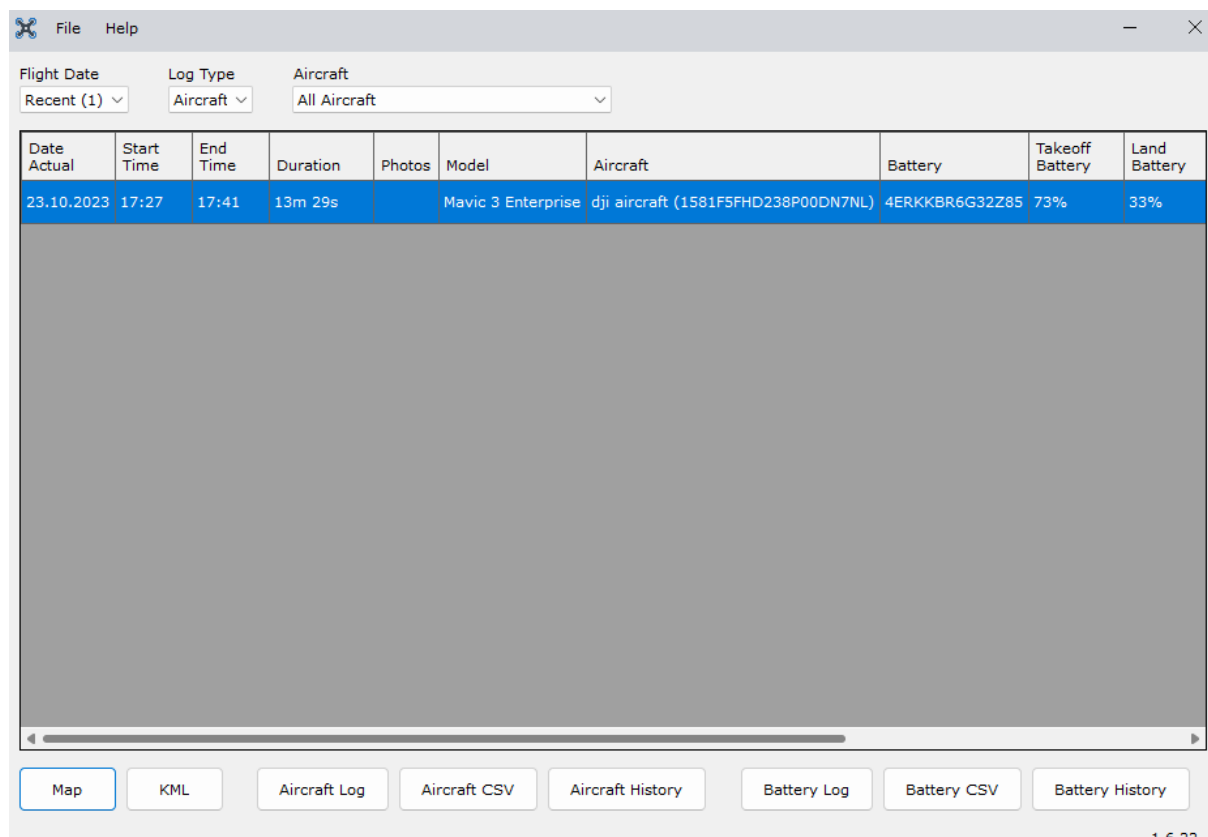 File Help
Flight Date Log Type Aircraft
Recent (1) Aircraft All Aircraft
Date Actual Start Time End Time Duration Photos Model Aircraft Battery Takeoff Battery Land Battery
23.10.2023 17:27 17:41 13m 29s Mavic 3 Enterprise dji aircraft (1581F5FHD238P00DN7NL) 4ERKKBR6G32Z85 73% 33%
Map KML Aircraft Log Aircraft CSV Aircraft History Battery Log Battery CSV Battery History